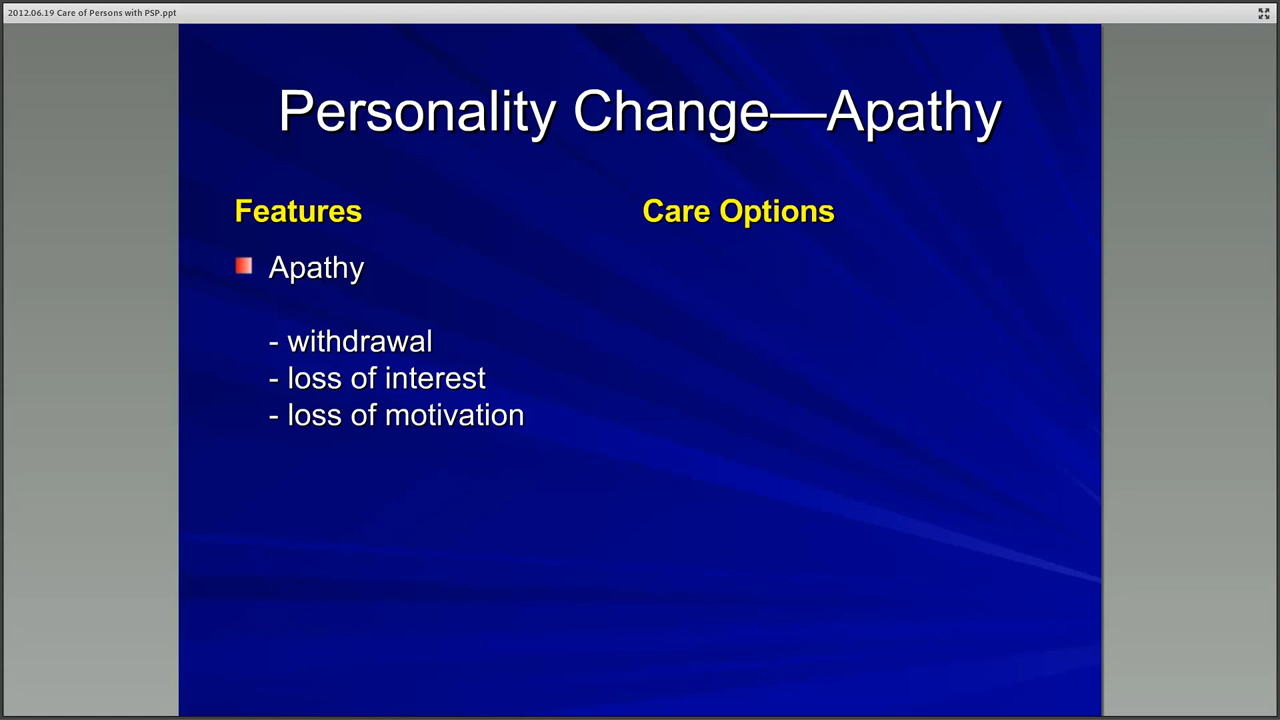 2012.06.19 Care of Persons with PSP.ppt
Personality Change—Apathy
Features
Care Options
Apathy
- withdrawal
- loss of interest
- loss of motivation